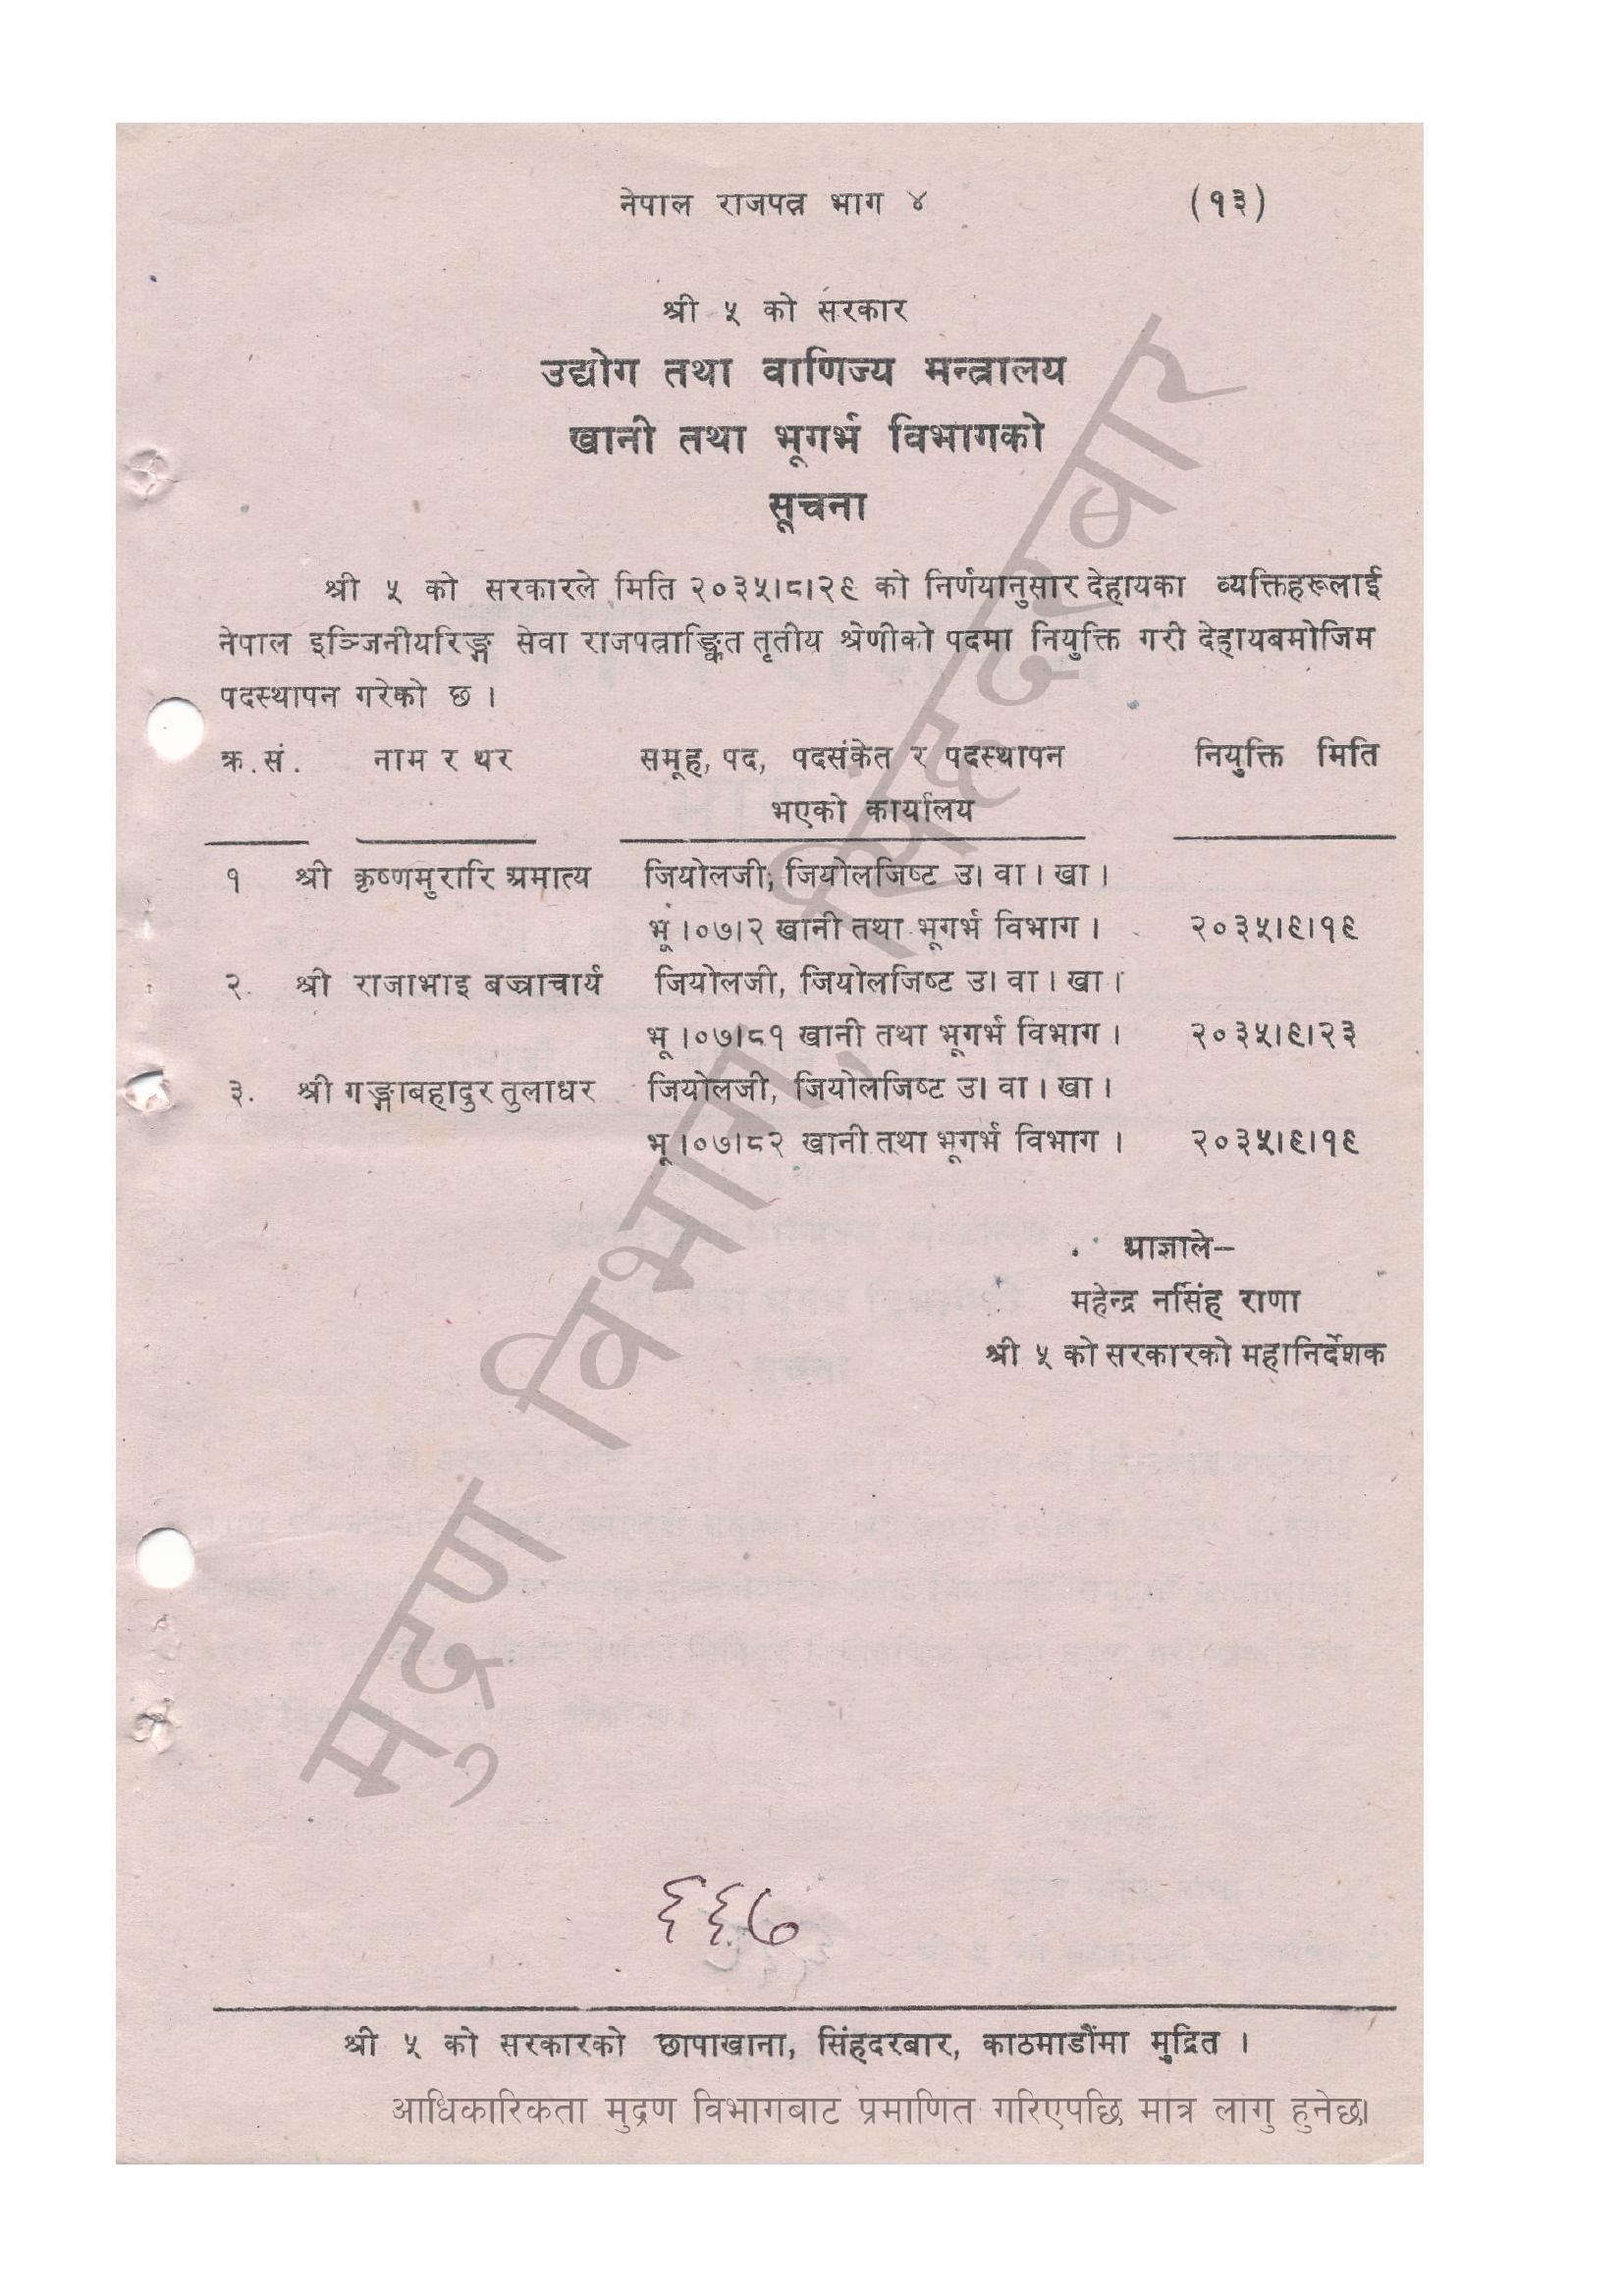 नेपाल राजपत्र भाग ४ (१३)
श्री ५ को सरकार
उद्योग तथा वाणिज्य मन्त्रालय
खानी तथा भूगर्भ विभागको
सूचना
श्री ५ को सरकारले मिति २०३५।८।२९ को निर्णयानुसार देहायका व्यक्तिहरूलाई
नेपाल इञ्जिनीयरिङ्ग सेवा राजपत्राङ्कित तृतीय श्रेणीको पदमा नियुक्ति गरी देहायबमोजिम
पदस्थापन गरेको छ ।
क्र.सं. नाम र थर समूह, पद, पदसंकेत र पदस्थापन नियुक्ति मिति
भएको कार्यालय
१ श्री कृष्णमुरारि अमात्य जियोलजी, जियोलजिष्ट उ। वा । खा ।
भू ।०७।२ खानी तथा भूगर्भ विभाग । २०३५।९।१९
२. श्री राजाभाइ बज्राचार्य जियोलजी, जियोलजिष्ट उ। वा । खा ।
भू ।०७।८१ खानी तथा भूगर्भ विभाग । २०३५।९।२३
३. श्री गङ्गाबहादुर तुलाधर जियोलजी, जियोलजिष्ट उ। वा । खा ।
भू ।०७।८२ खानी तथा भूगर्भ विभाग । २०३५।९।१९
आज्ञाले–
महेन्द्र नर्सिंह राणा
श्री ५ को सरकारको महानिर्देशक
मुद्रण विभाग, सिंहदरबार
६६७
श्री ५ को सरकारको छापाखाना, सिंहदरबार, काठमाडौंमा मुद्रित ।
आधिकारिकता मुद्रण विभागबाट प्रमाणित गरिएपछि मात्र लागु हुनेछ।